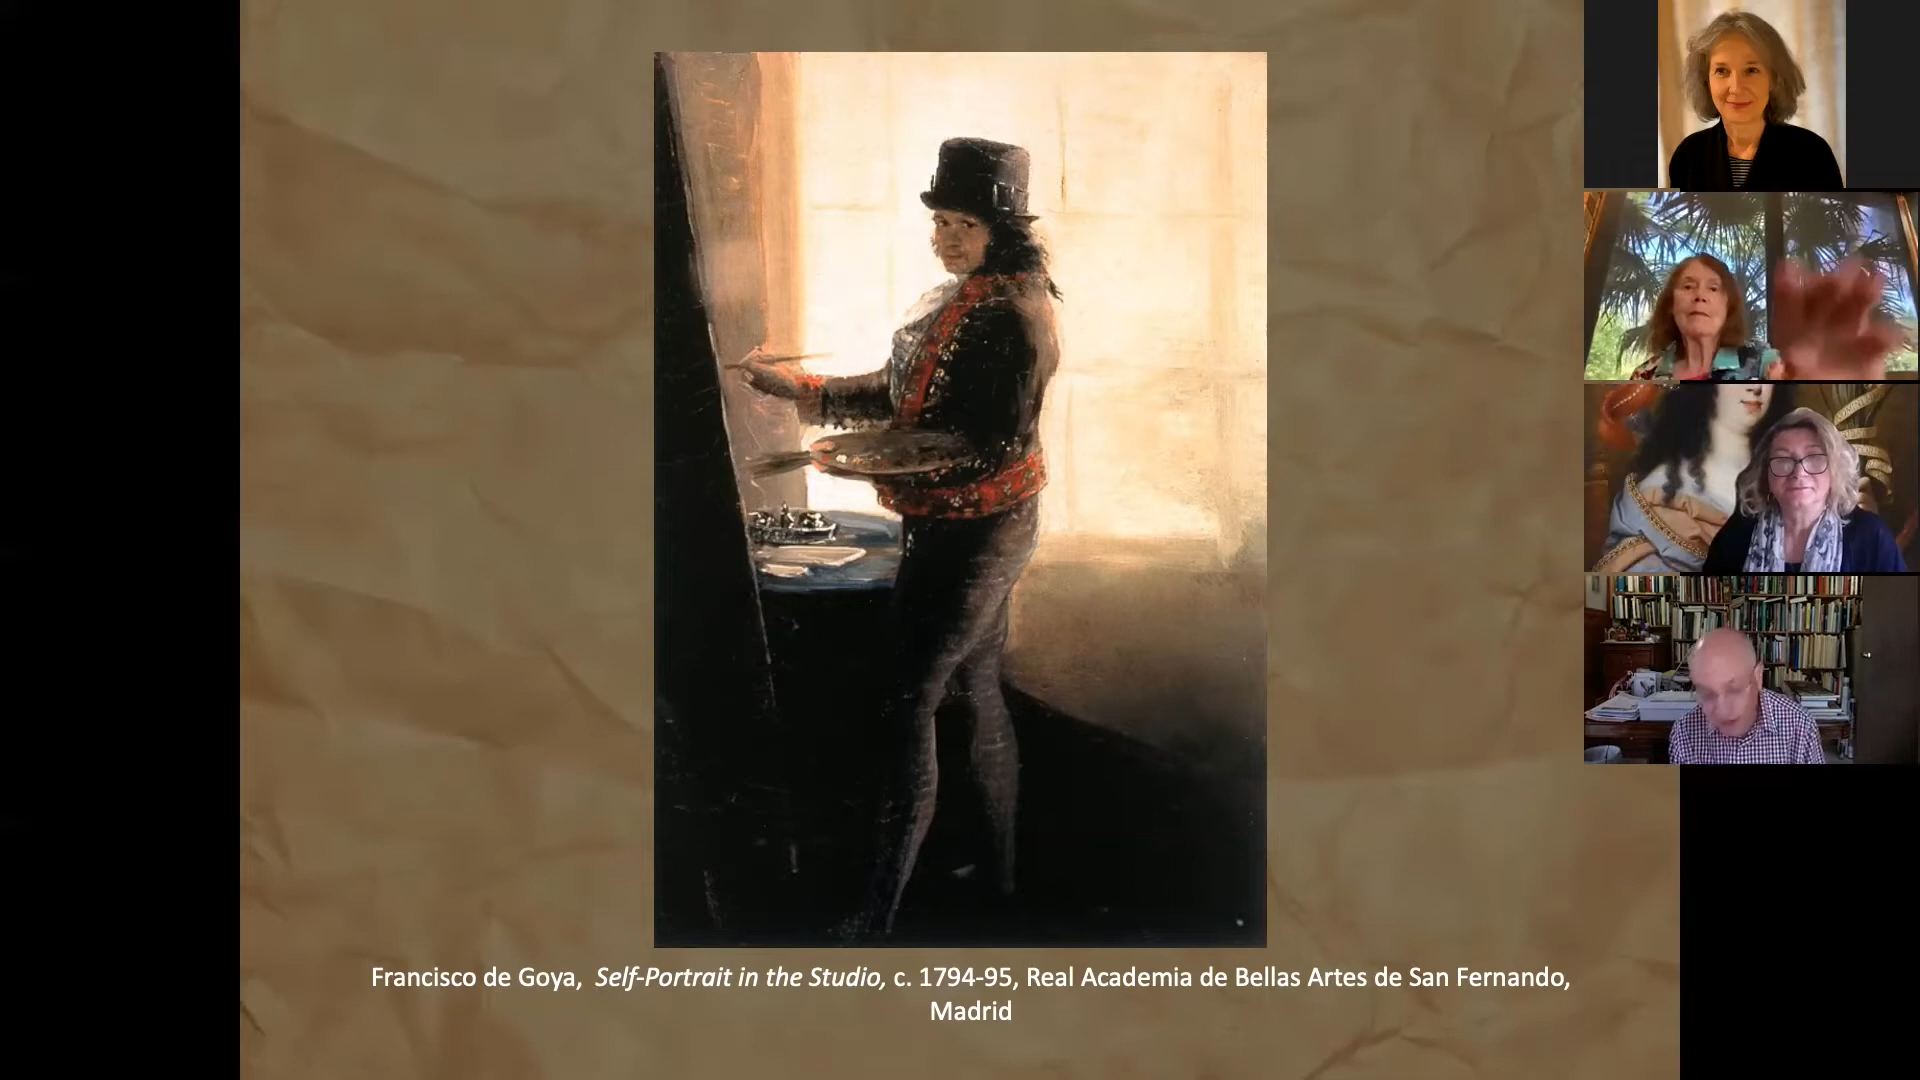 Francisco de Goya, Self-Portrait in the Studio, c. 1794-95, Real Academia de Bellas Artes de San Fernando,
Madrid